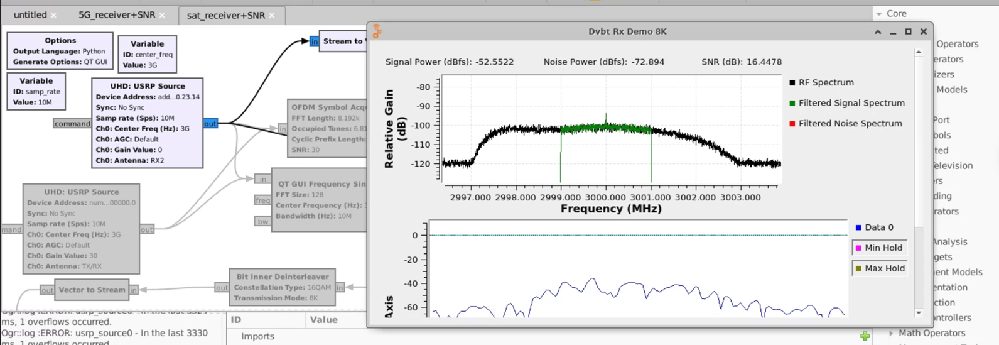 untitled
5G_receiver+SNR
sat_receiver+SNR
Options
Output Language: Python
Generate Options: QT GUI
Variable
ID: center_freq
Value: 3G
Variable
ID: samp_rate
Value: 10M
UHD: USRP Source
Device Address: add...0.23.14
Sync: No Sync
Samp rate (Sps): 10M
Ch0: Center Freq (Hz): 3G
Ch0: AGC: Default
Ch0: Gain Value: 0
Ch0: Antenna: RX2
command
out
in
Stream to
in
OFDM Symbol Acq
FFT Length: 8.192k
Occupied Tones: 6.81
Cyclic Prefix Length:
SNR: 30
in
freq
bw
QT GUI Frequency Sin
FFT Size: 128
Center Frequency (Hz):
Bandwidth (Hz): 10M
UHD: USRP Source
Device Address: num...00000.0
Sync: No Sync
Samp rate (Sps): 10M
Ch0: Center Freq (Hz): 3G
Ch0: AGC: Default
Ch0: Gain Value: 30
Ch0: Antenna: TX/RX
mand
out
out
Vector to Stream
in
out
Bit Inner Deinterleaver
Constellation Type: 16QAM
Transmission Mode: 8K
in
ms, 1 overflows occurred.
Ogr::log :ERROR: usrp_source0 - In the last 3330
ms, 1 overflows occurred.
ID
Value
Imports
Dvbt Rx Demo 8K
Signal Power (dBfs): -52.5522
Noise Power (dBfs): -72.894
SNR (dB): 16.4478
Relative Gain
(dB)
-80
-90
-100
-110
-120
2997.000
2998.000
2999.000
3000.000
3001.000
3002.000
3003.000
Frequency (MHz)
RF Spectrum
Filtered Signal Spectrum
Filtered Noise Spectrum
0
-20
-40
-60
Axis
Data 0
Min Hold
Max Hold
Core
Operators
erators
izers
Models
Port
ools
ted
elevision
ers
ding
rators
Analysis
gets
ent Models
entation
ction
ontrollers
Math Operators